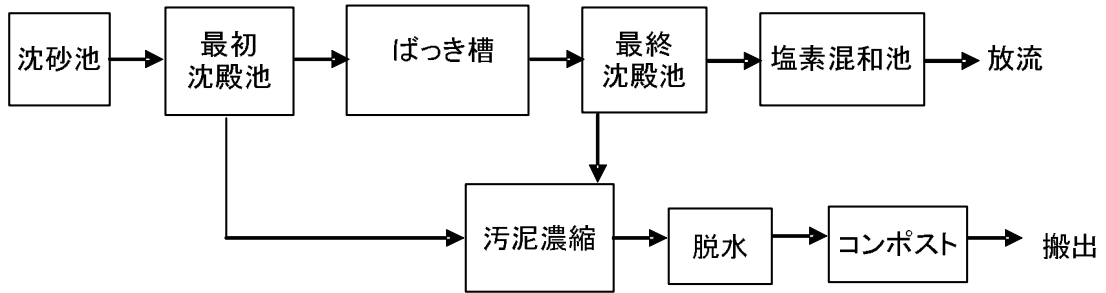 沈砂池
最初
沈殿池
ばっき槽
最終
沈殿池
塩素混和池
放流
汚泥濃縮
脱水
コンポスト
搬出